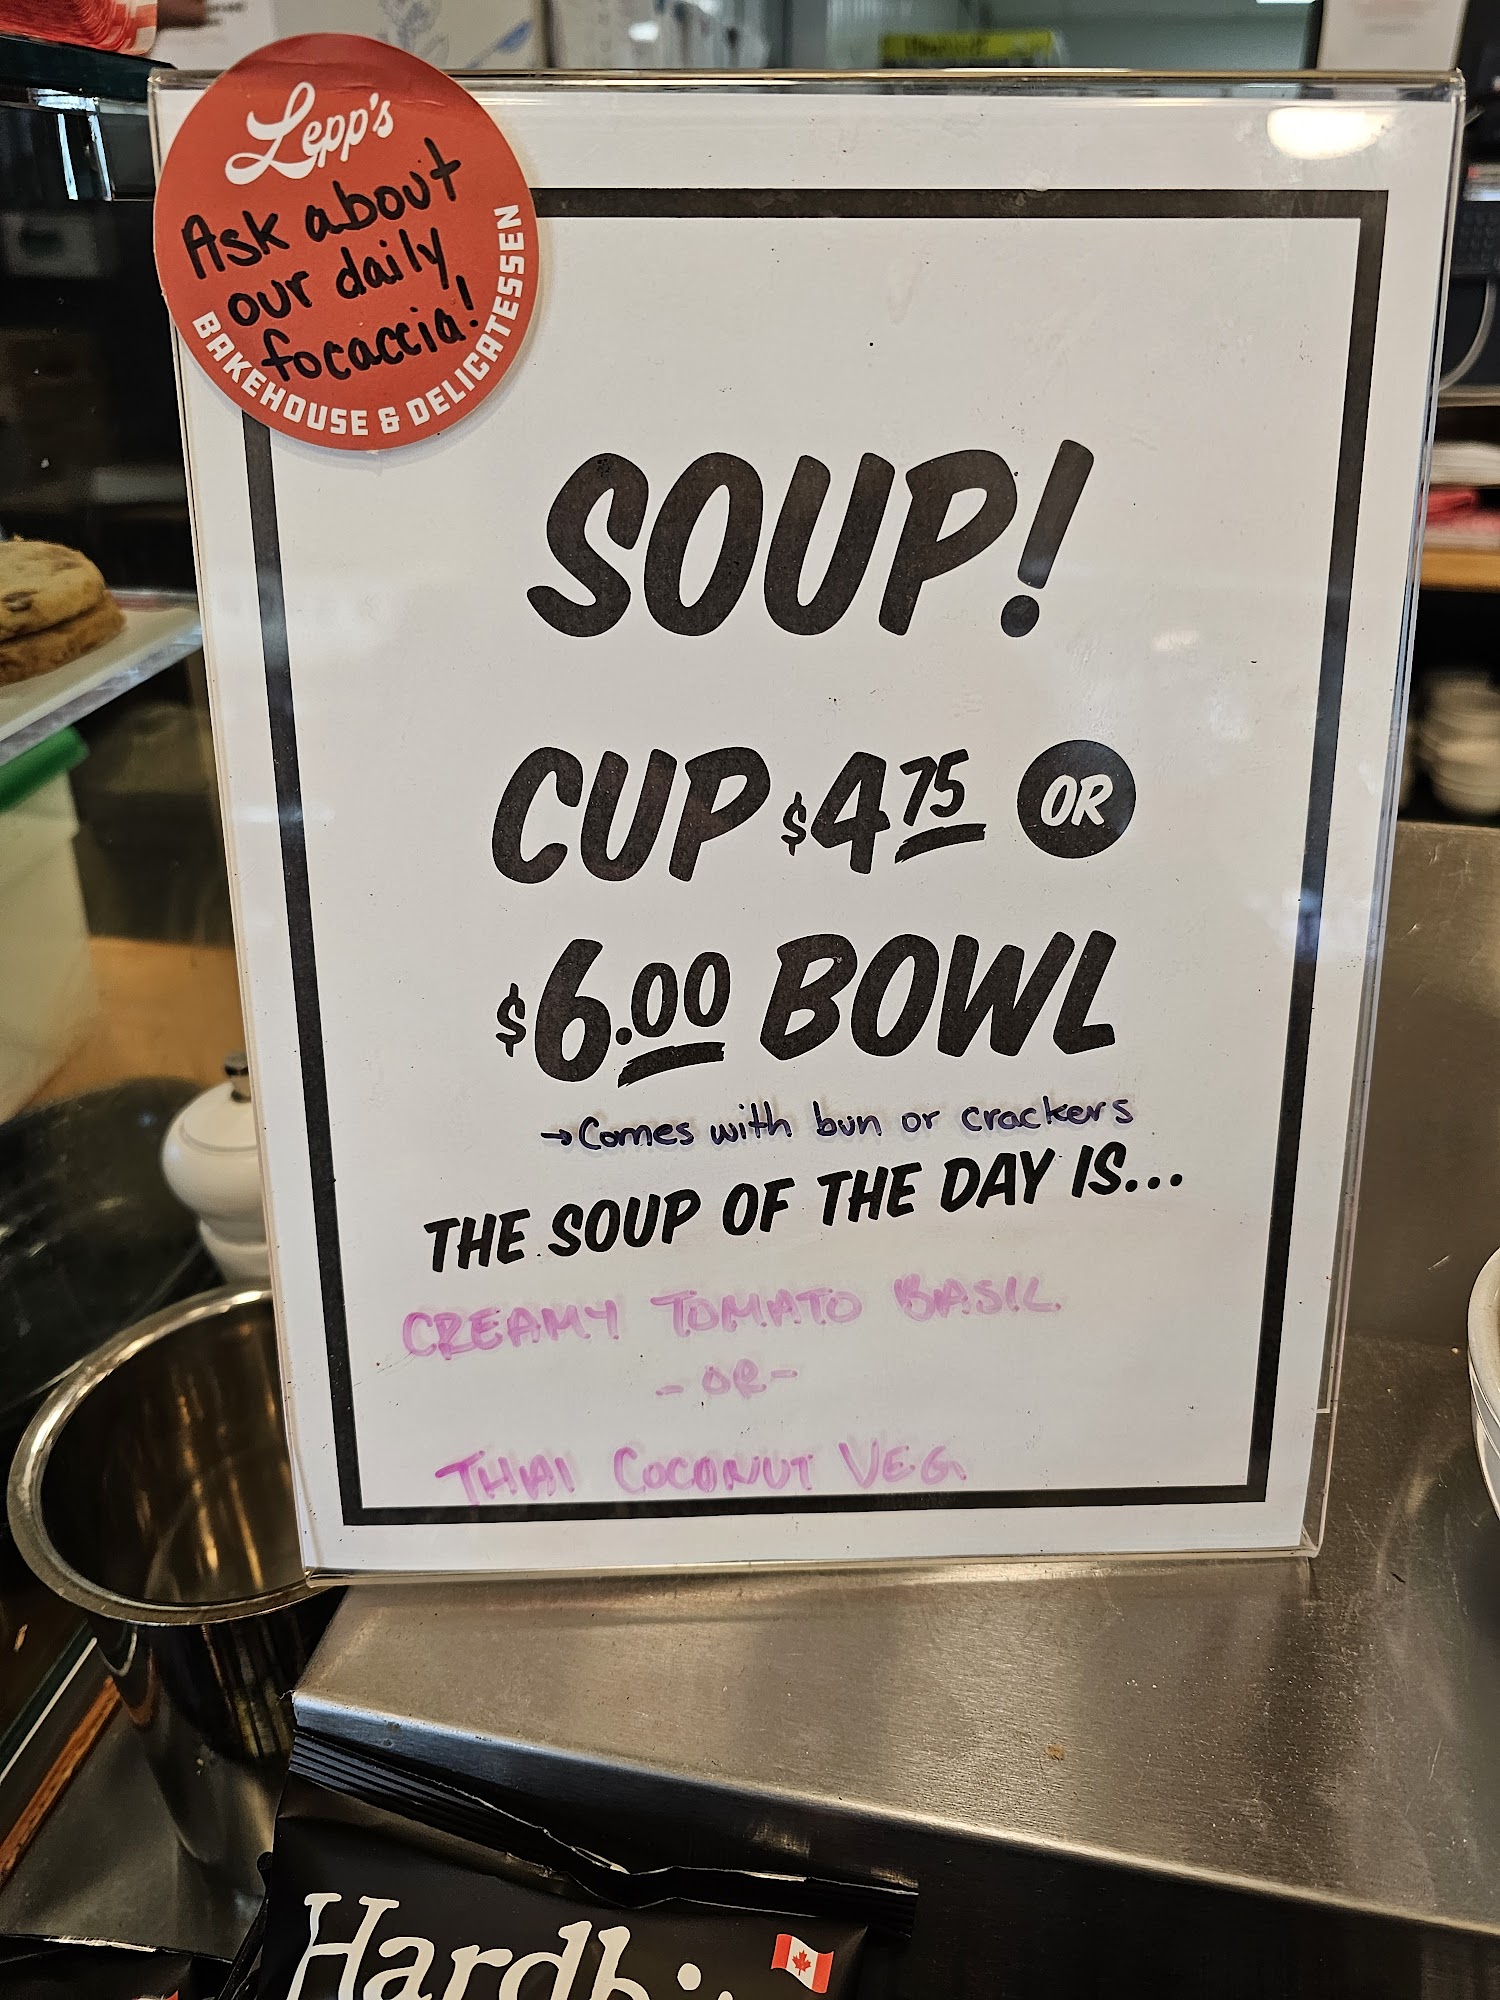 Lepp's
Ask about
our daily
focaccia!
BAKEHOUSE & DELICATESSEN
SOUP!
CUP $4.75 OR
$6.00 BOWL
→Comes with bun or crackers
THE SOUP OF THE DAY IS...
CREAMY TOMATO BASIL
- OR -
THAI COCONUT VEG